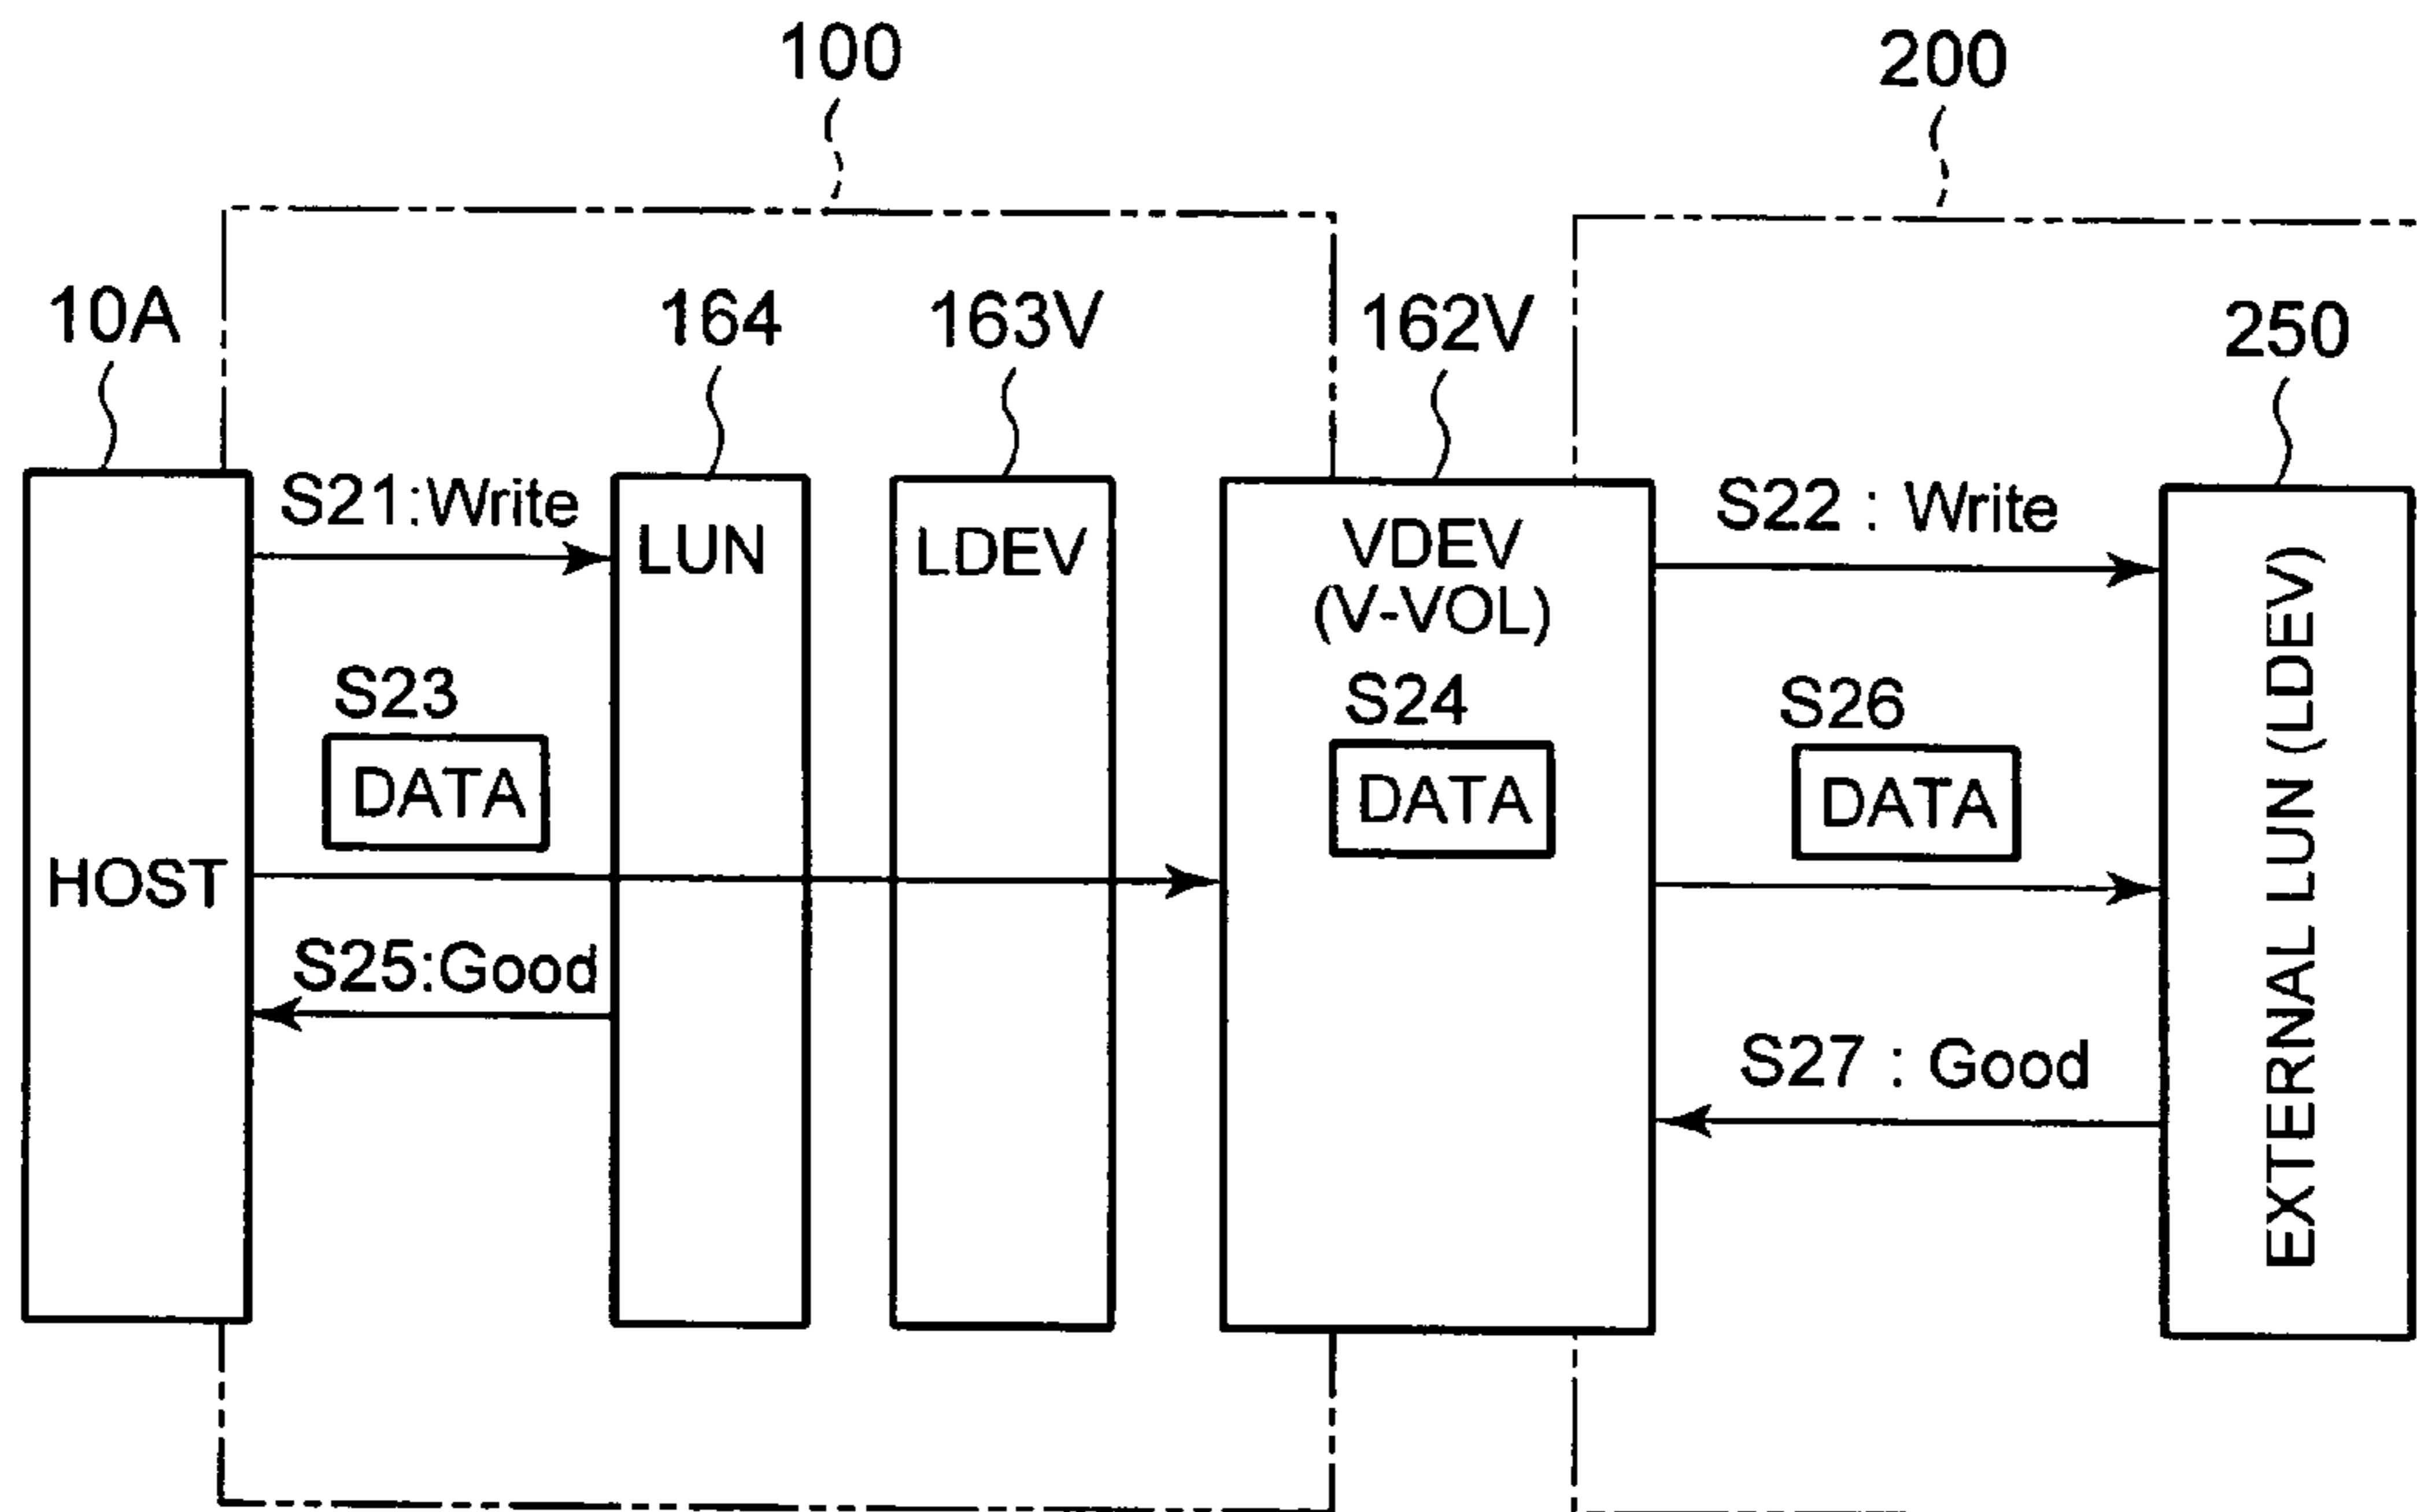 100
200
10A
164
163V
162V
250
S21:Write
LUN
LDEV
VDEV
(V-VOL)
S22 : Write
S23
DATA
S24
DATA
S26
DATA
HOST
S25:Good
S27 : Good
EXTERNAL LUN (LDEV)